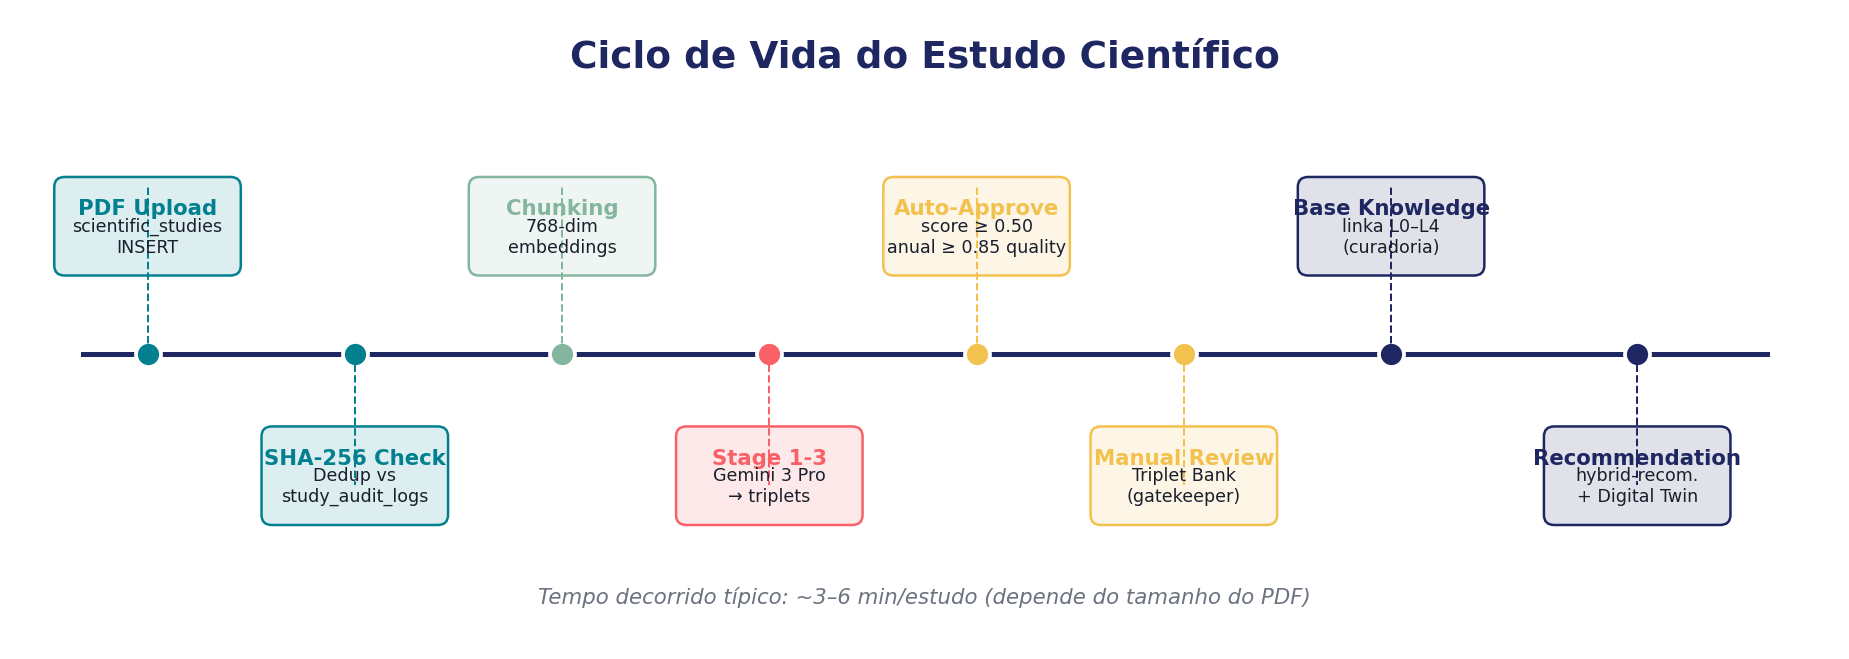 Ciclo de Vida do Estudo Científico
PDF Upload
scientific_studies
INSERT
SHA-256 Check
Dedup vs
study_audit_logs
Chunking
768-dim
embeddings
Stage 1-3
Gemini 3 Pro
→ triplets
Auto-Approve
score ≥ 0.50
anual ≥ 0.85 quality
Manual Review
Triplet Bank
(gatekeeper)
Base Knowledge
linka L0–L4
(curadoria)
Recommendation
hybrid-recom.
+ Digital Twin
Tempo decorrido típico: ~3–6 min/estudo (depende do tamanho do PDF)